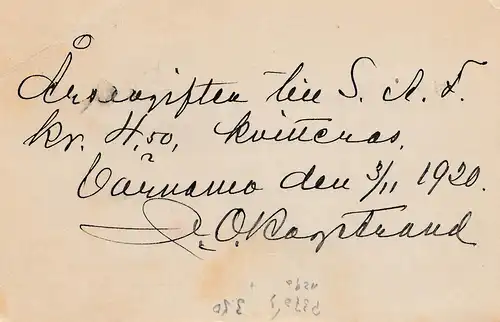 Årsavgiften till S. A. F.
kr. 4,50, kvitteras.
Värnamo den 3/11 1920.